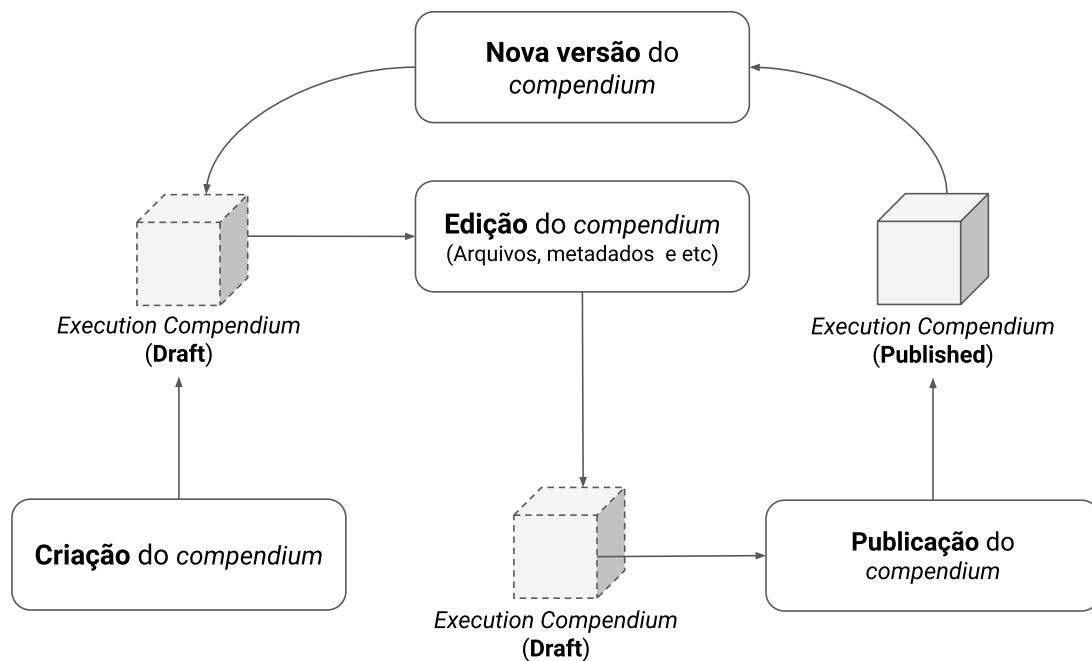 Nova versão do
compendium
Edição do compendium
(Arquivos, metadados e etc)
Execution Compendium
(Draft)
Execution Compendium
(Published)
Criação do compendium
Publicação do
compendium
Execution Compendium
(Draft)